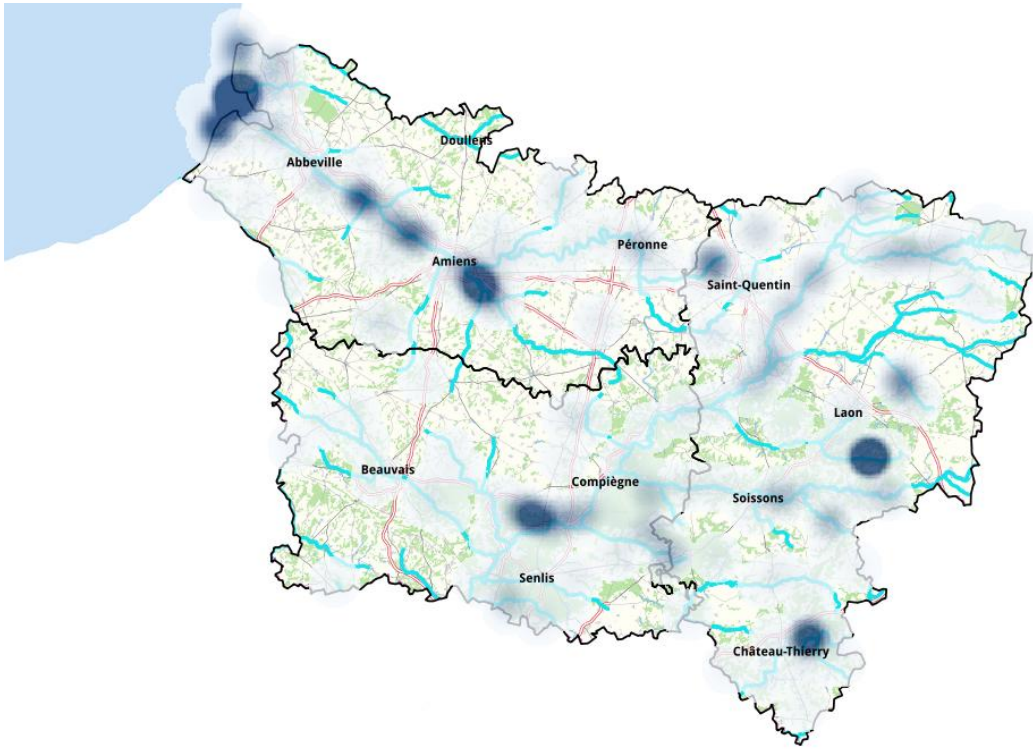 Doullens
Abbeville
Péronne
Amiens
Saint-Quentin
Laon
Beauvais
Compiègne
Soissons
Senlis
Château-Thierry